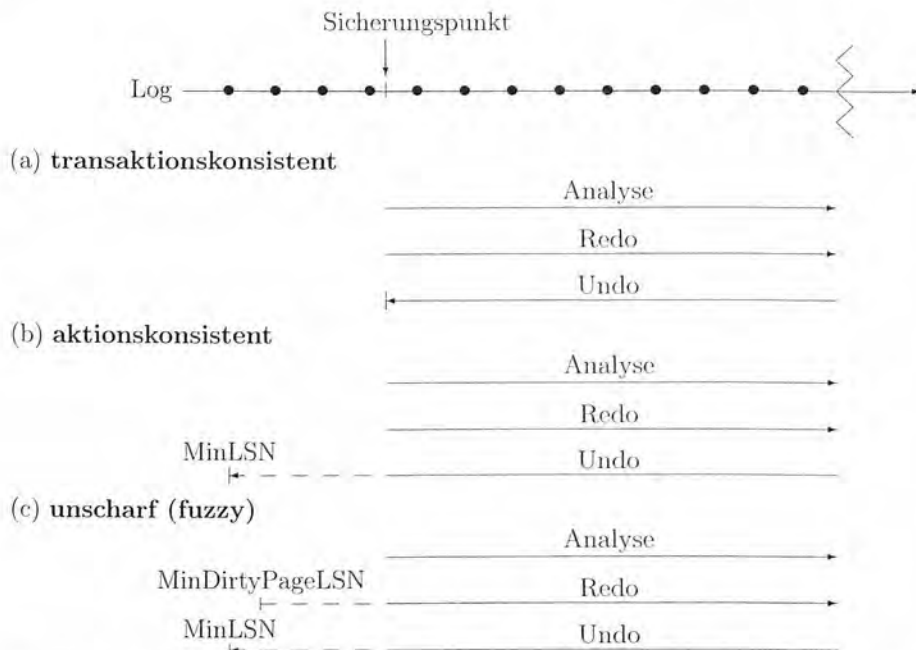 Sicherungspunkt
Log
(a) transaktionskonsistent
Analyse
Redo
Undo
(b) aktionskonsistent
Analyse
Redo
MinLSN
Undo
(c) unscharf (fuzzy)
Analyse
MinDirtyPageLSN
Redo
MinLSN
Undo